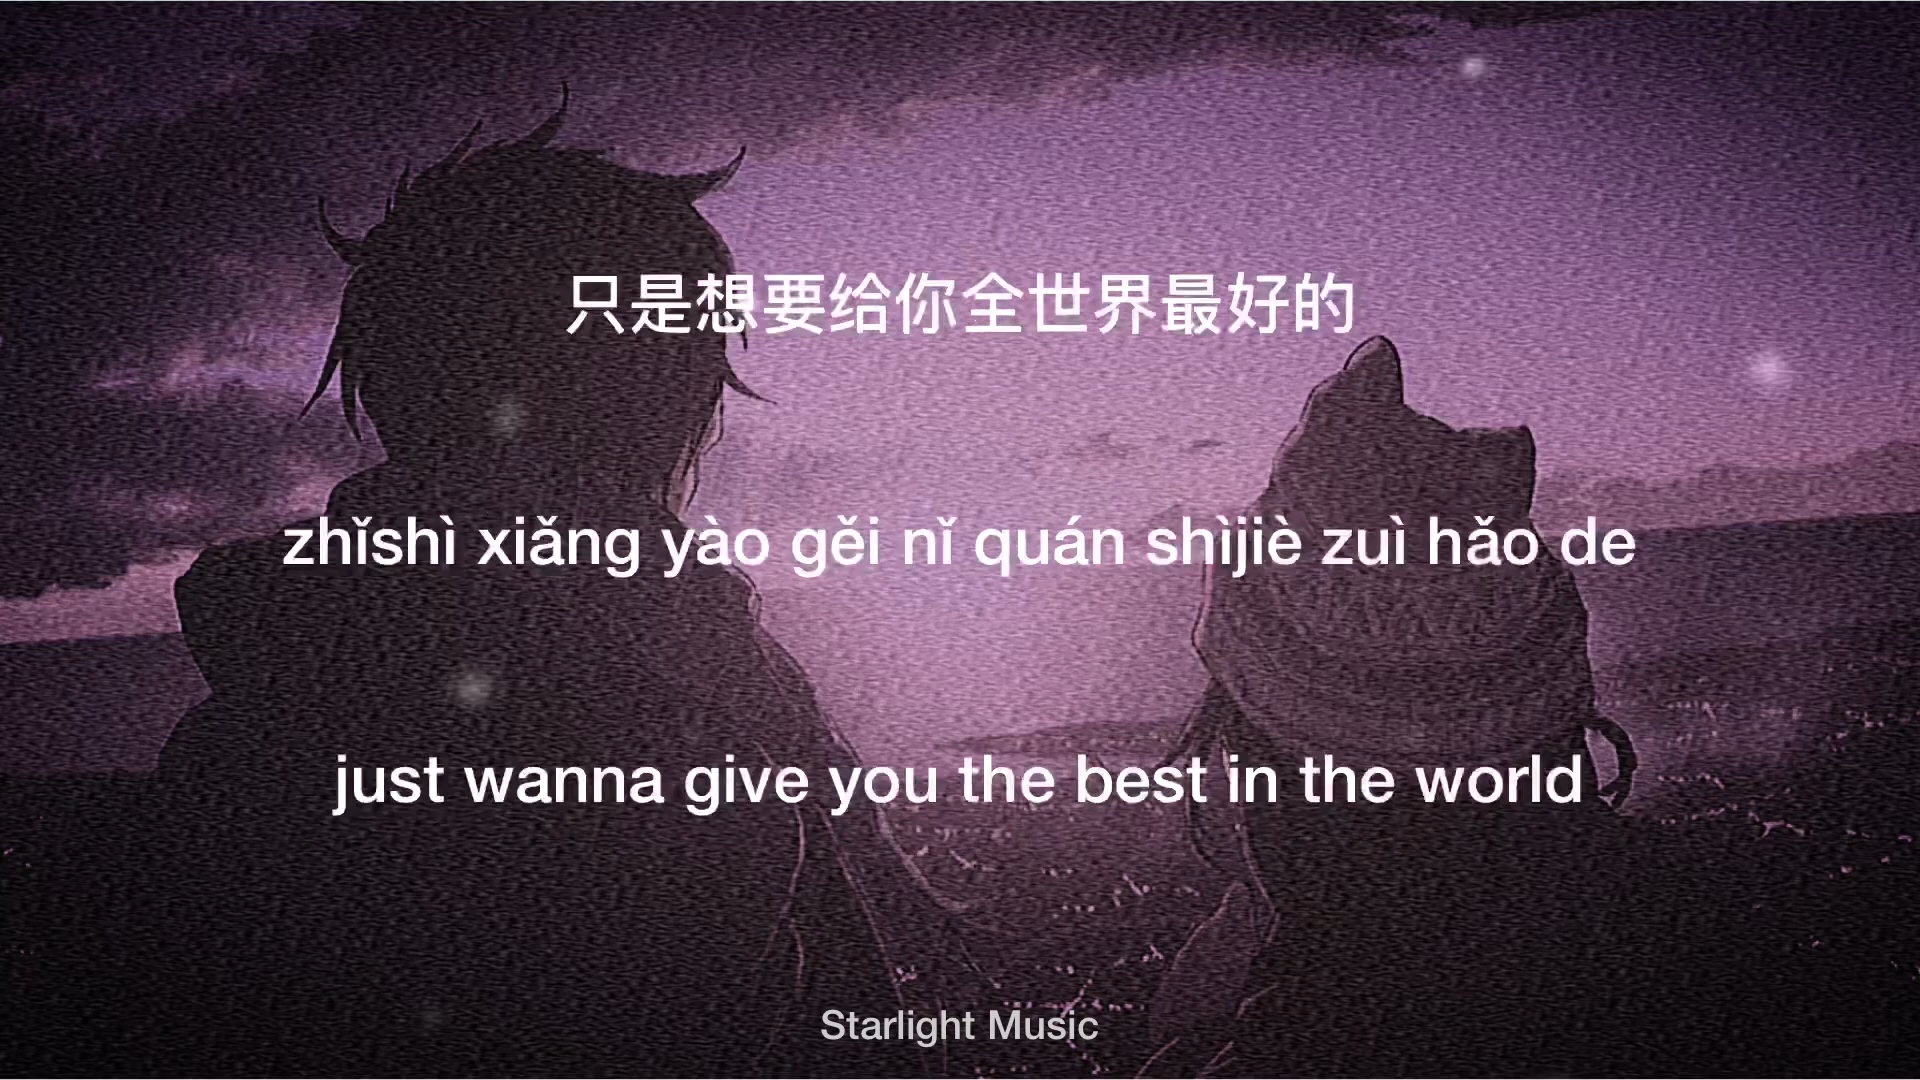 只是想要给你全世界最好的
zhǐshì xiǎng yào gěi nǐ quán shìjiè zuì hǎo de
just wanna give you the best in the world
Starlight Music